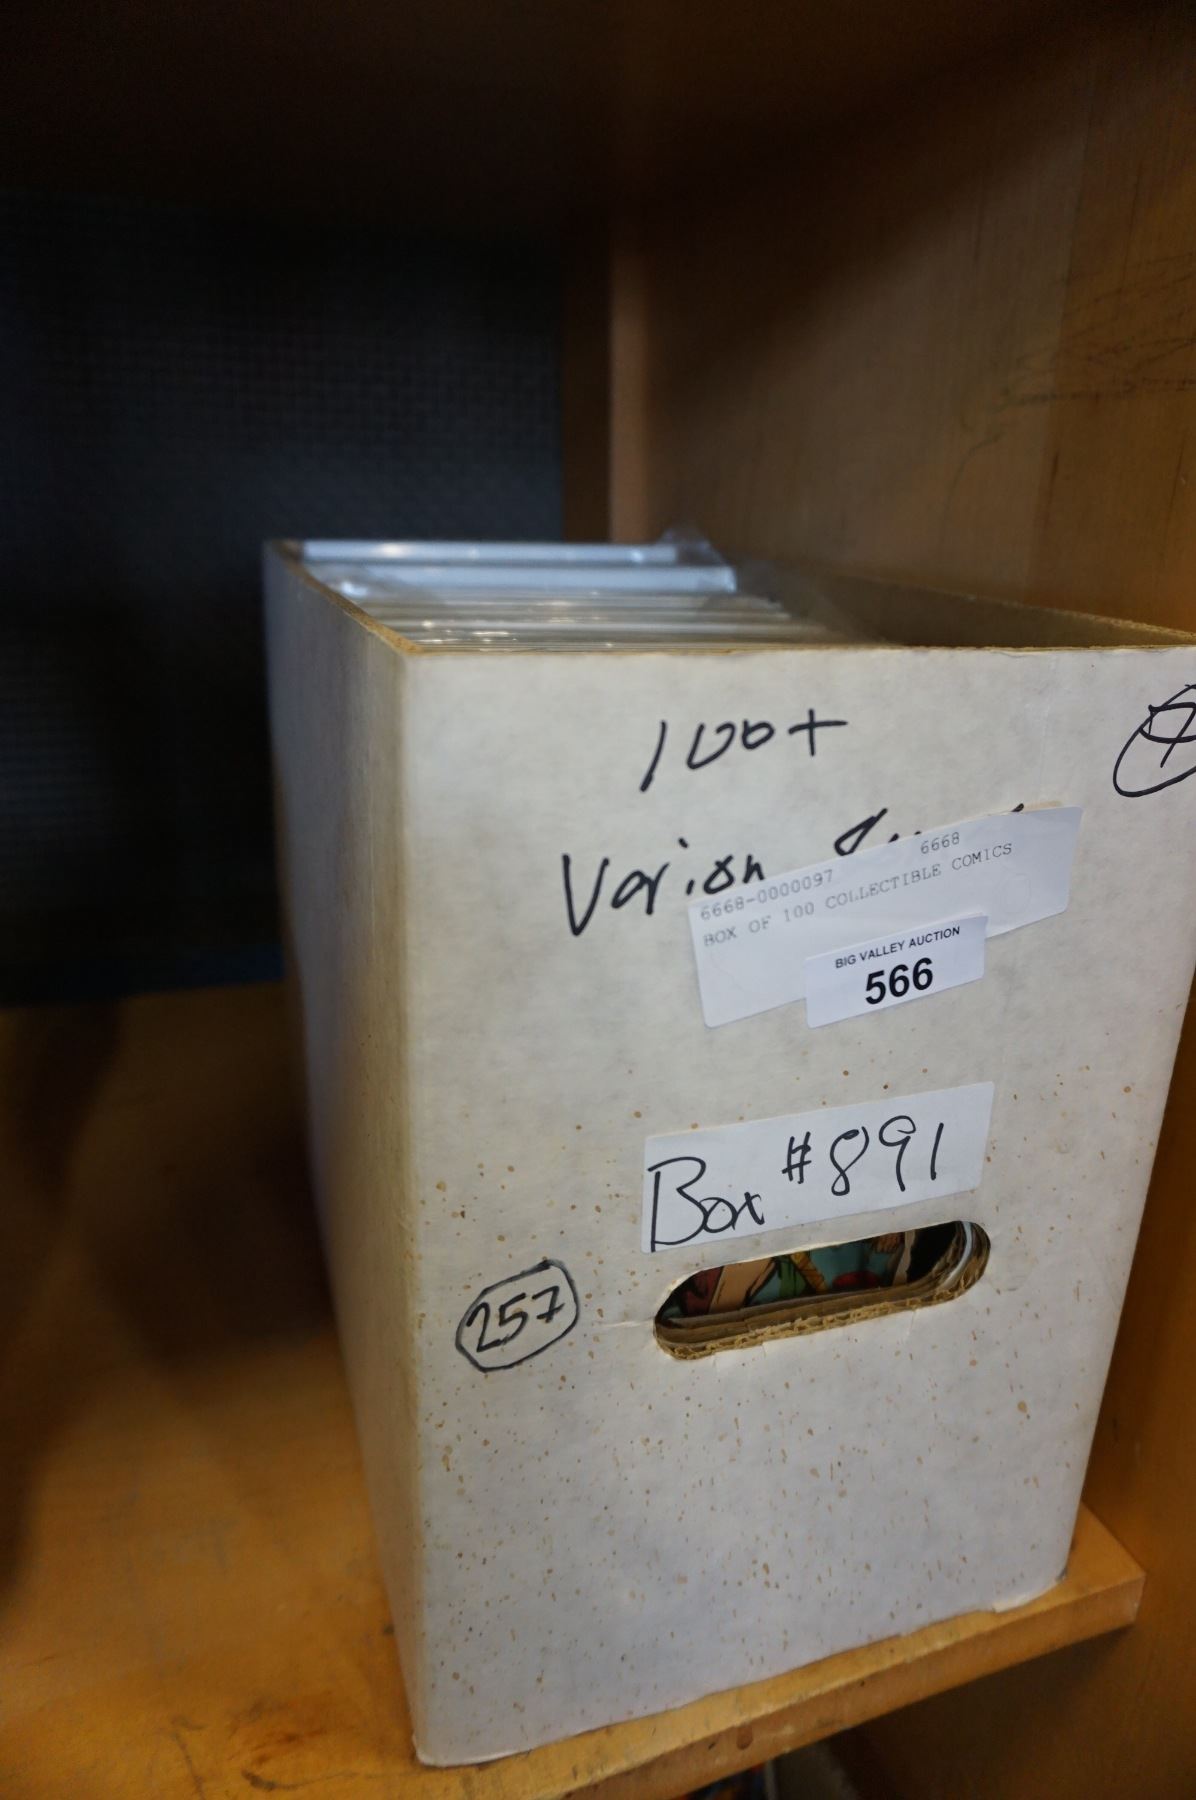 100+
6668
6668-0000097
BOX OF 100 COLLECTIBLE COMICS
BIG VALLEY AUCTION
566
Box #891
257